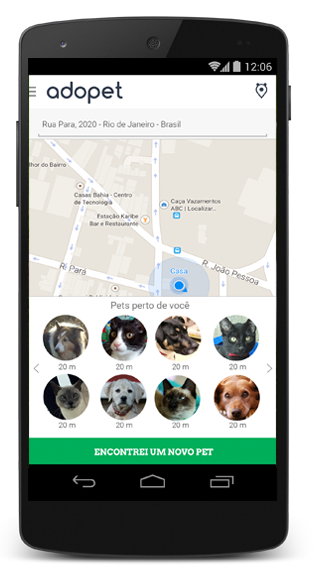 12:06
adopet
Rua Para, 2020 - Rio de Janeiro - Brasil
lhor do Bairro
Casas Bahia - Centro
de Tecnologia
Caça Vazamentos
ABC | Localizar...
Estação Karibe
Bar e Restaurante
R. Pará
Casa
R. João Pessoa
Pets perto de você
20 m 20 m 20 m 20 m
20 m 20 m 20 m 20 m
ENCONTREI UM NOVO PET